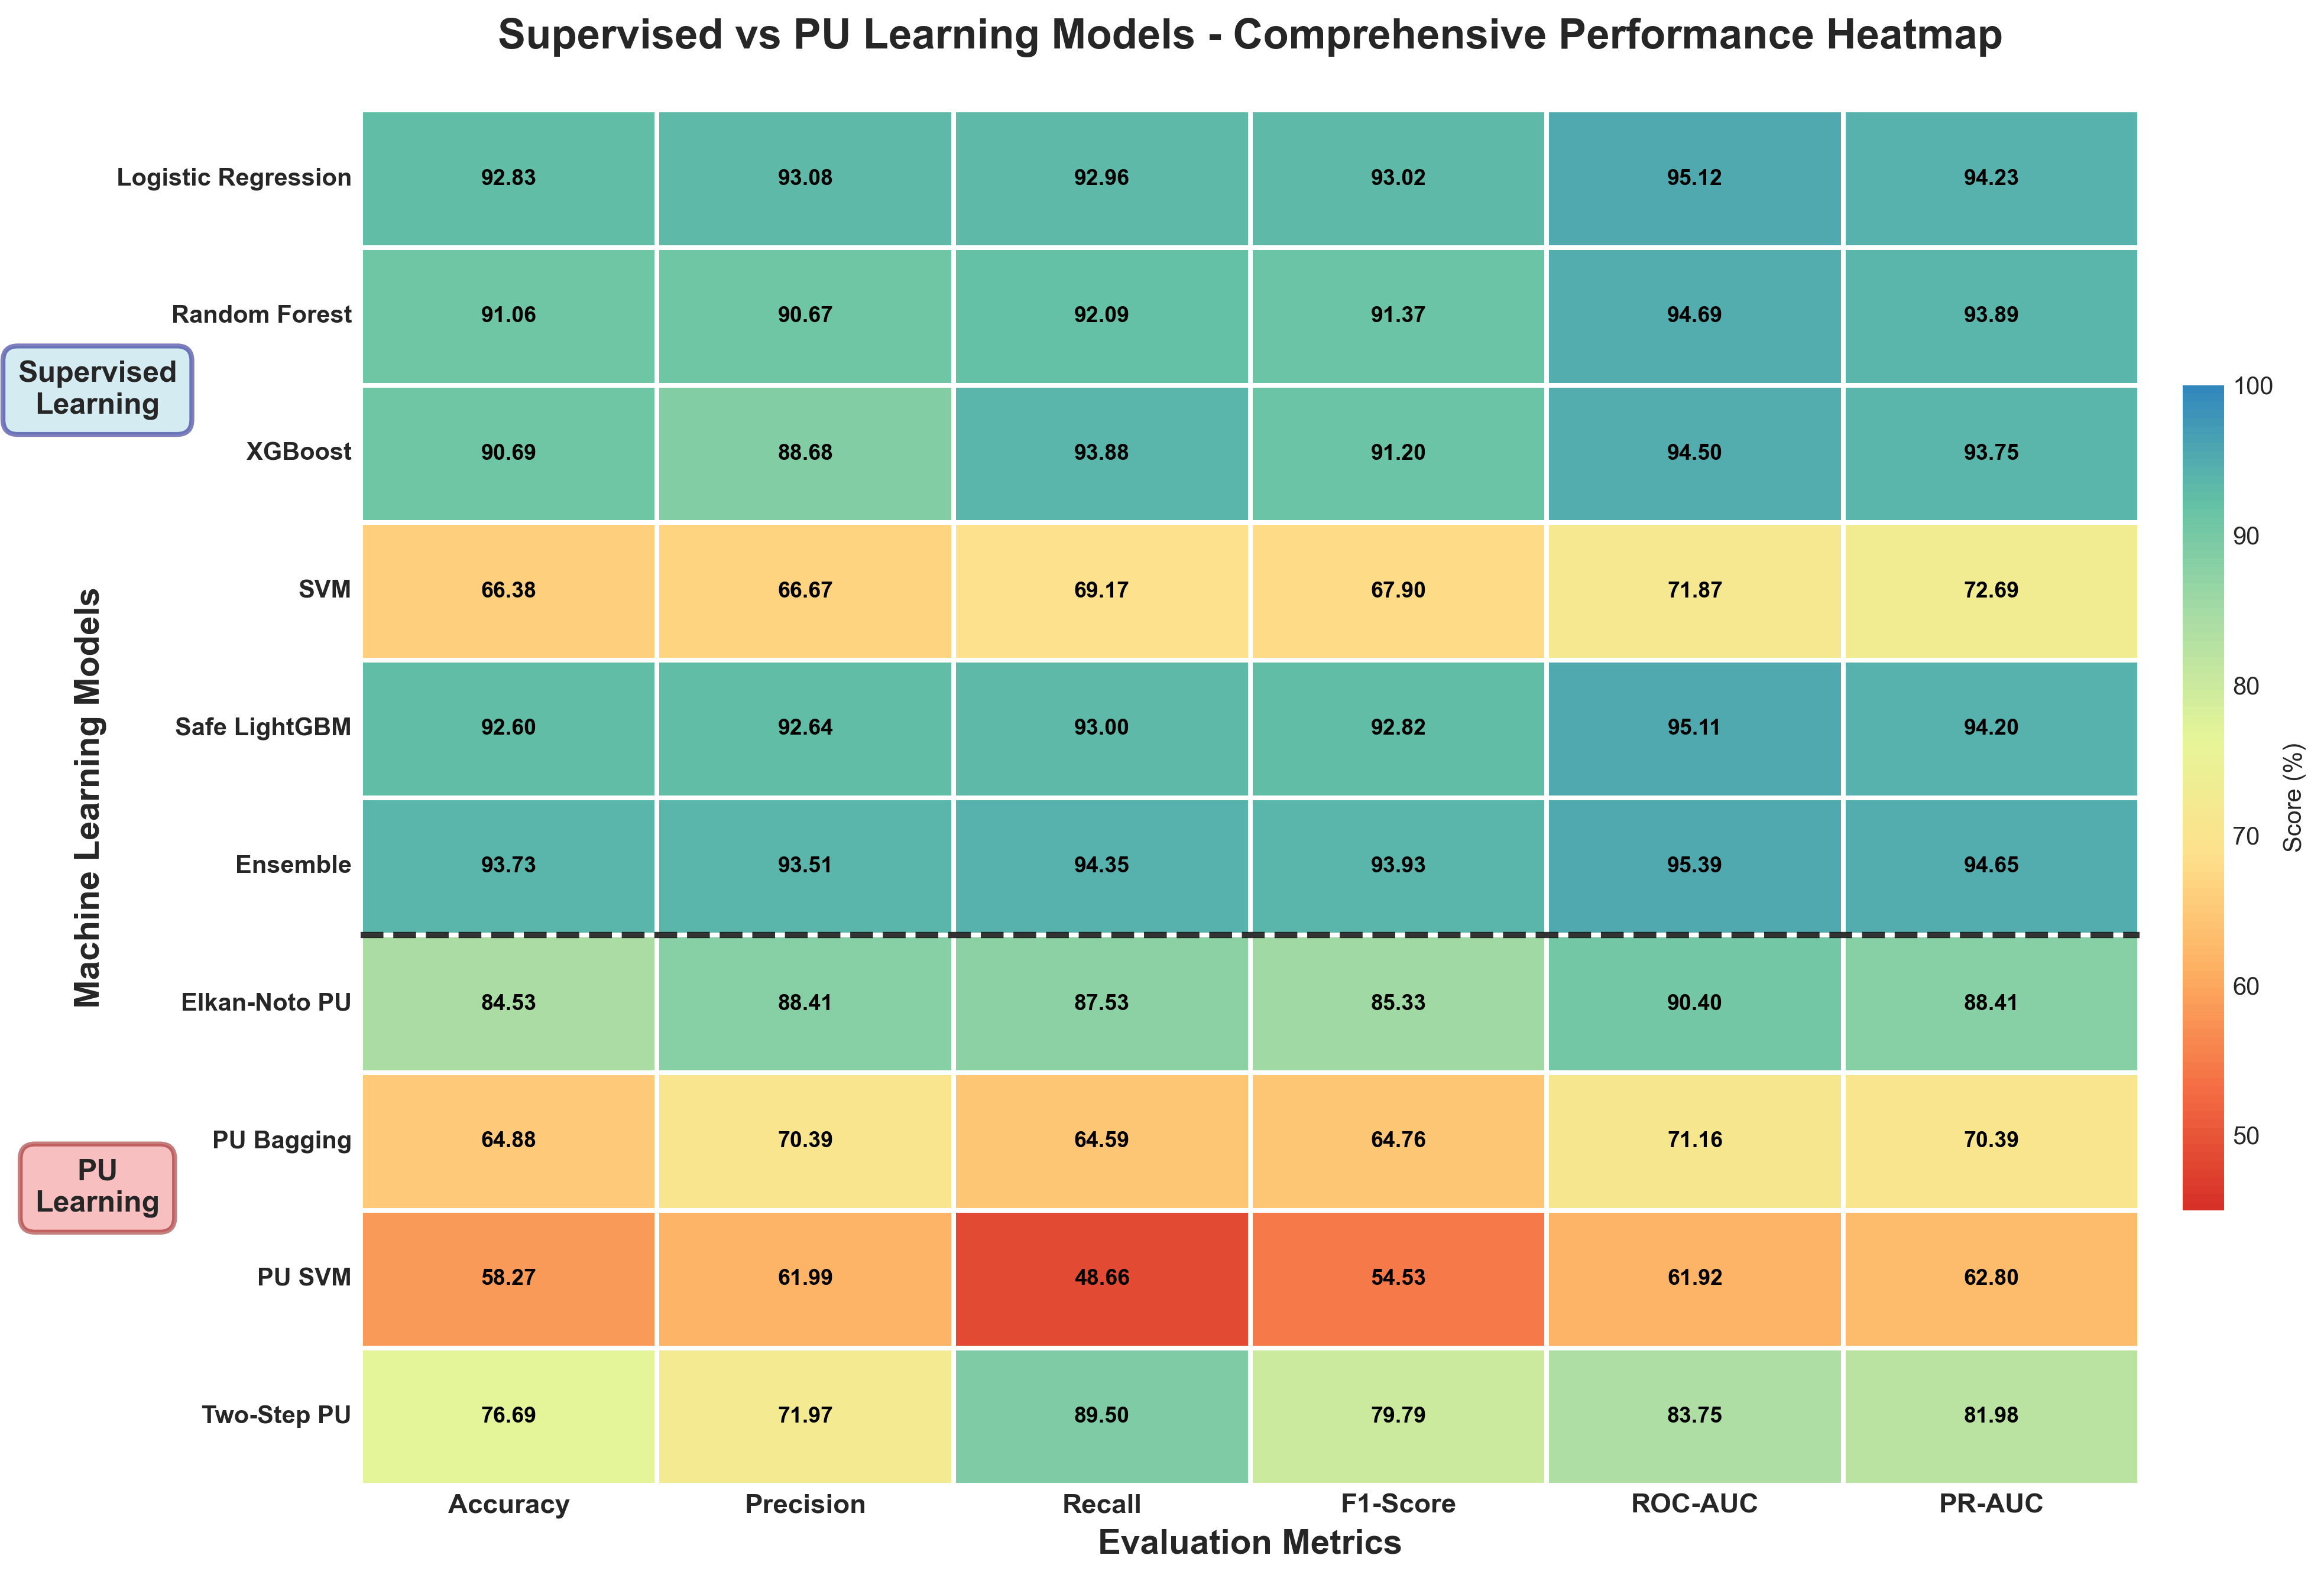 Supervised vs PU Learning Models - Comprehensive Performance Heatmap
Logistic Regression 92.83 93.08 92.96 93.02 95.12 94.23
Random Forest 91.06 90.67 92.09 91.37 94.69 93.89
Supervised
Learning
XGBoost 90.69 88.68 93.88 91.20 94.50 93.75
SVM 66.38 66.67 69.17 67.90 71.87 72.69
Safe LightGBM 92.60 92.64 93.00 92.82 95.11 94.20
Ensemble 93.73 93.51 94.35 93.93 95.39 94.65
Machine Learning Models
Elkan-Noto PU 84.53 88.41 87.53 85.33 90.40 88.41
PU Bagging 64.88 70.39 64.59 64.76 71.16 70.39
PU
Learning
PU SVM 58.27 61.99 48.66 54.53 61.92 62.80
Two-Step PU 76.69 71.97 89.50 79.79 83.75 81.98
Accuracy Precision Recall F1-Score ROC-AUC PR-AUC
Evaluation Metrics
100
90
80
70
60
50
Score (%)